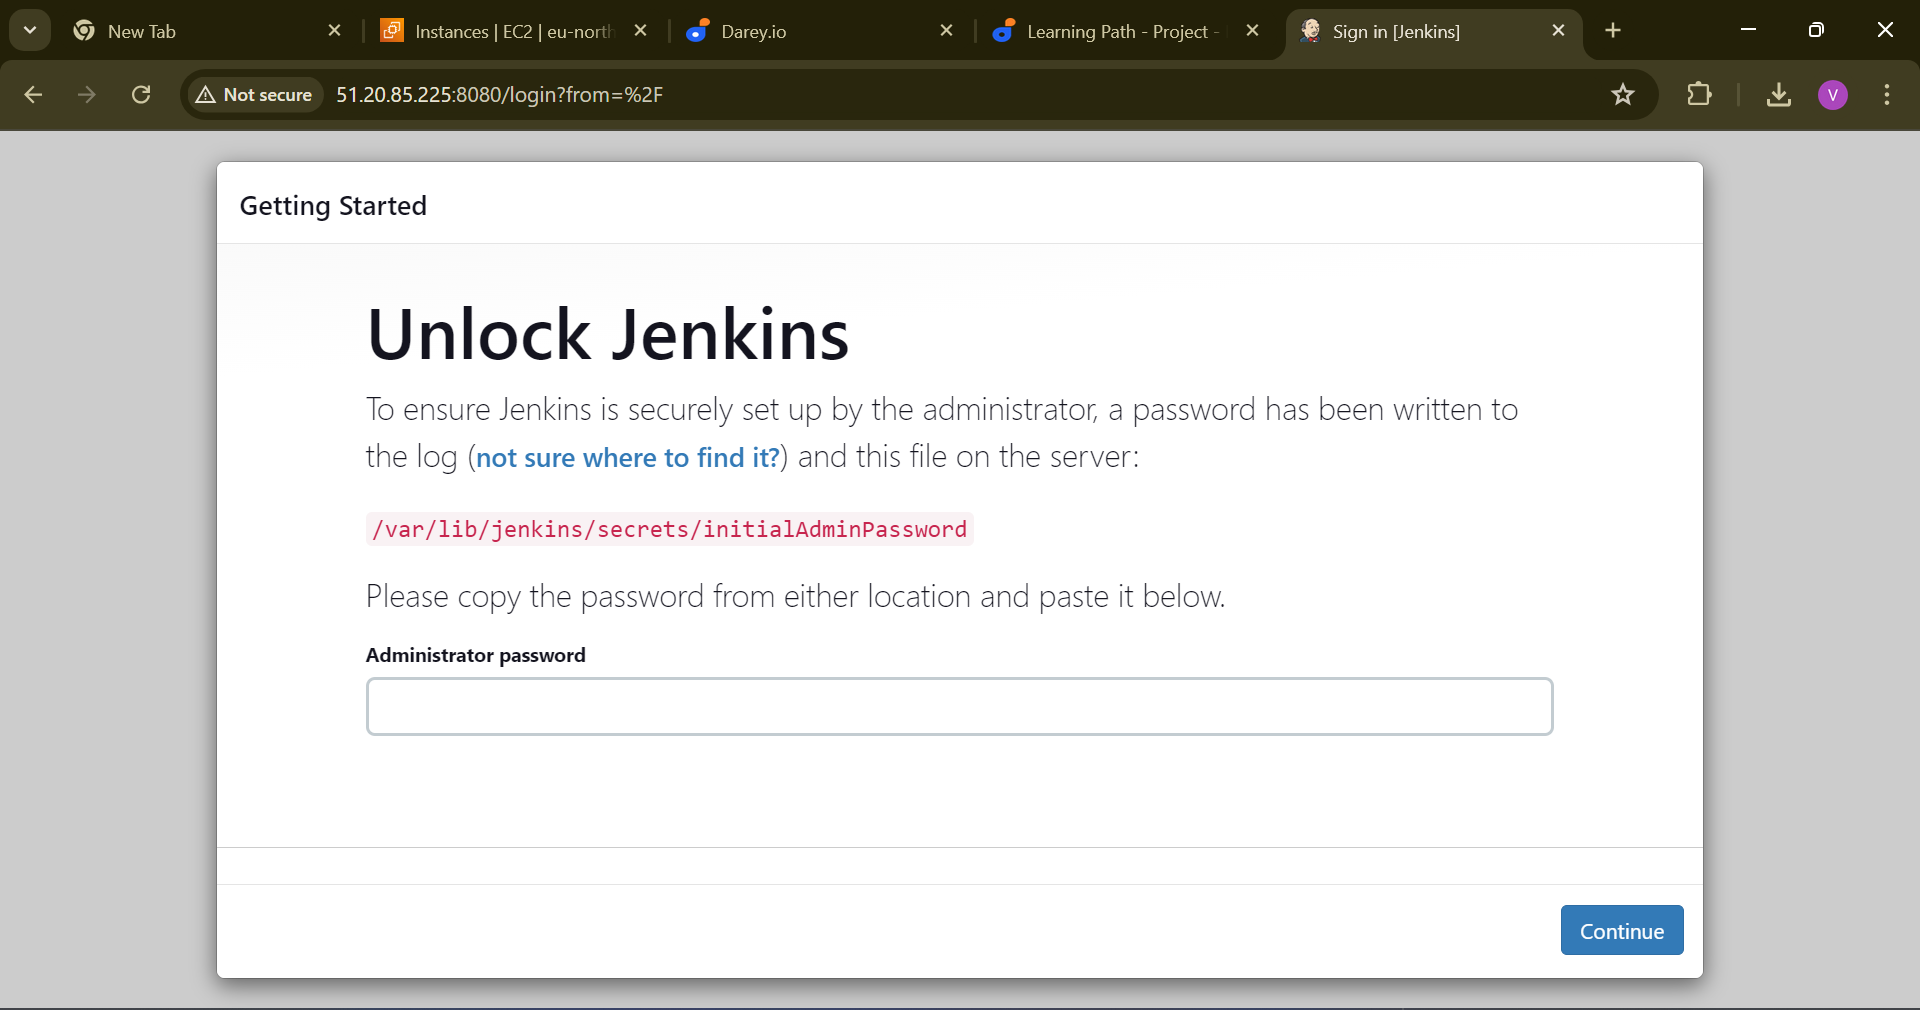 New Tab
Instances | EC2 | eu-north
Darey.io
Learning Path - Project -
Sign in [Jenkins]
Not secure
51.20.85.225:8080/login?from=%2F
V
Getting Started
Unlock Jenkins
To ensure Jenkins is securely set up by the administrator, a password has been written to
the log (not sure where to find it?) and this file on the server:
/var/lib/jenkins/secrets/initialAdminPassword
Please copy the password from either location and paste it below.
Administrator password
Continue